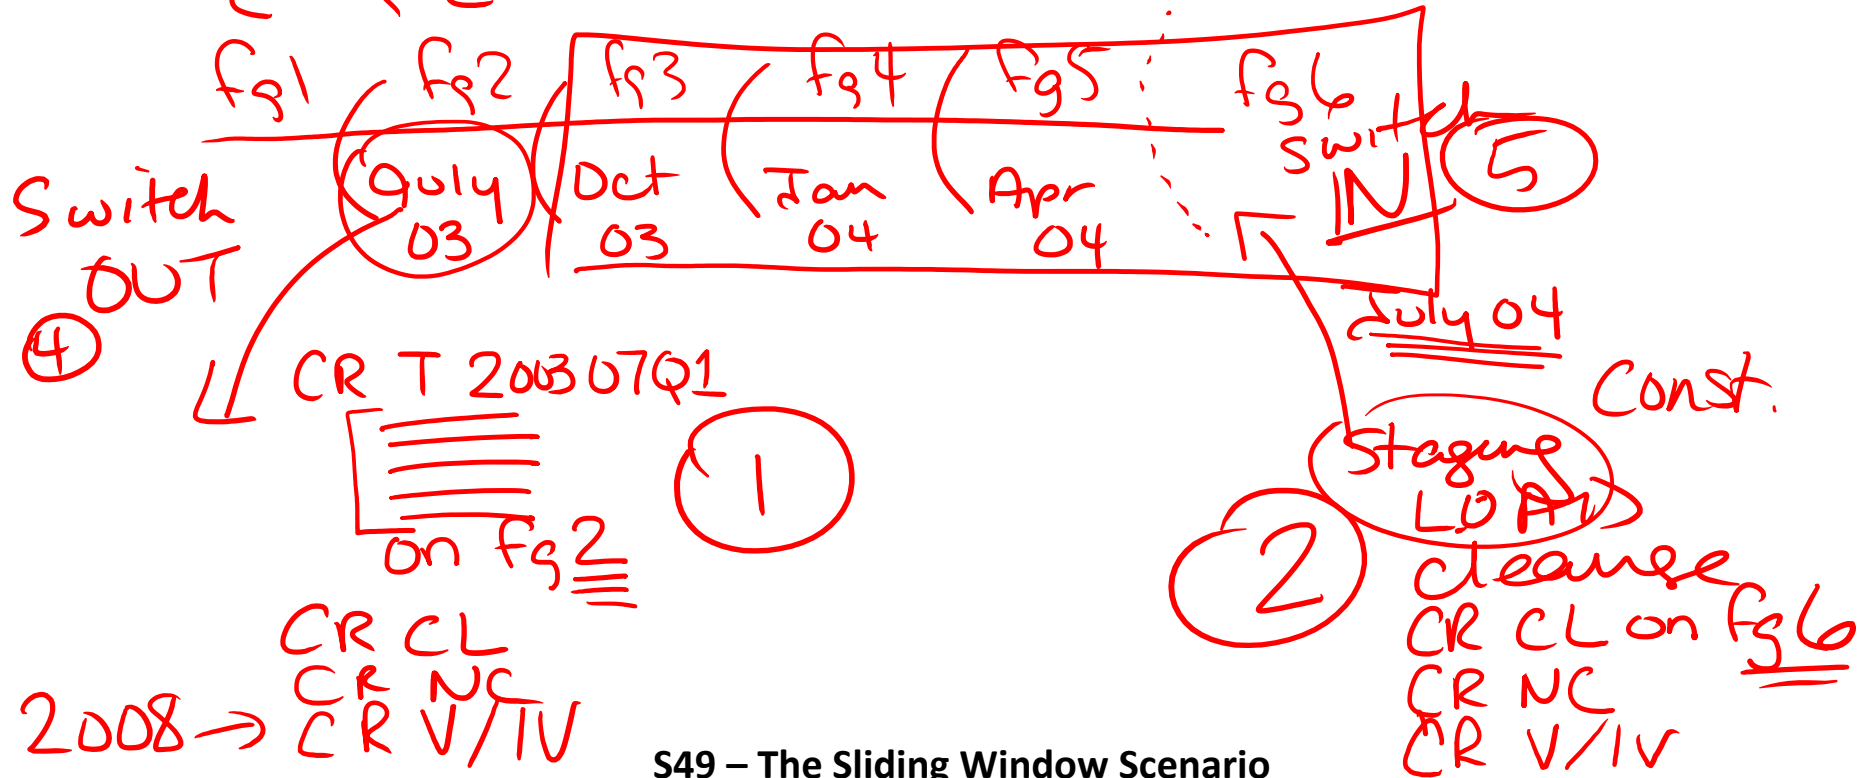 fg1 fg2 fg3 fg4 fg5 fg6
Switch
IN
5
July
03
Oct
03
Jan
04
Apr
04
Switch
OUT
4
July 04
Const.
CR T 200307Q1
on fg2
1
CR CL
CR NC
2008 → CR V/IV
2
Staging
LOAD
cleanse
CR CL on fg6
CR NC
CR V/IV
S49 – The Sliding Window Scenario